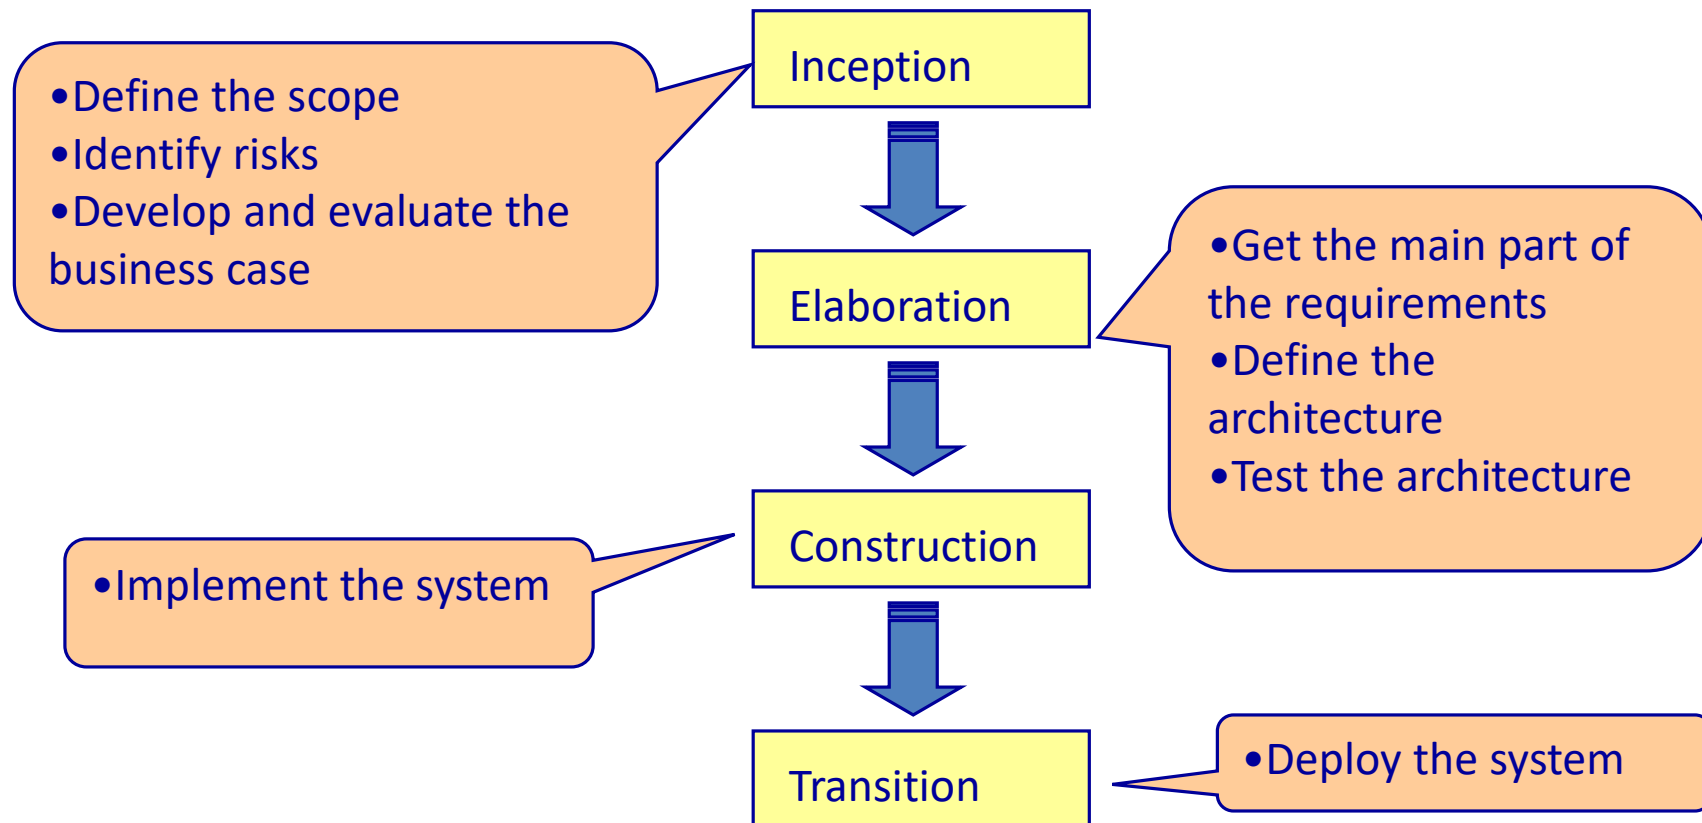 Inception
•Define the scope
•Identify risks
•Develop and evaluate the
business case
Elaboration
•Get the main part of
the requirements
•Define the
architecture
•Test the architecture
Construction
•Implement the system
Transition
•Deploy the system